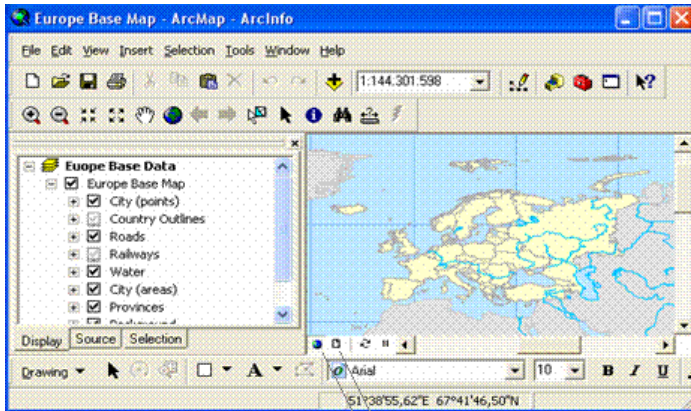 Europe Base Map - ArcMap - ArcInfo
File Edit View Insert Selection Tools Window Help
1:144.301.598
Euope Base Data
Europe Base Map
City (points)
Country Outlines
Roads
Railways
Water
City (areas)
Provinces
Display Source Selection
Drawing A Arial 10 B I U
51°38'55,62"E 67°41'46,50"N